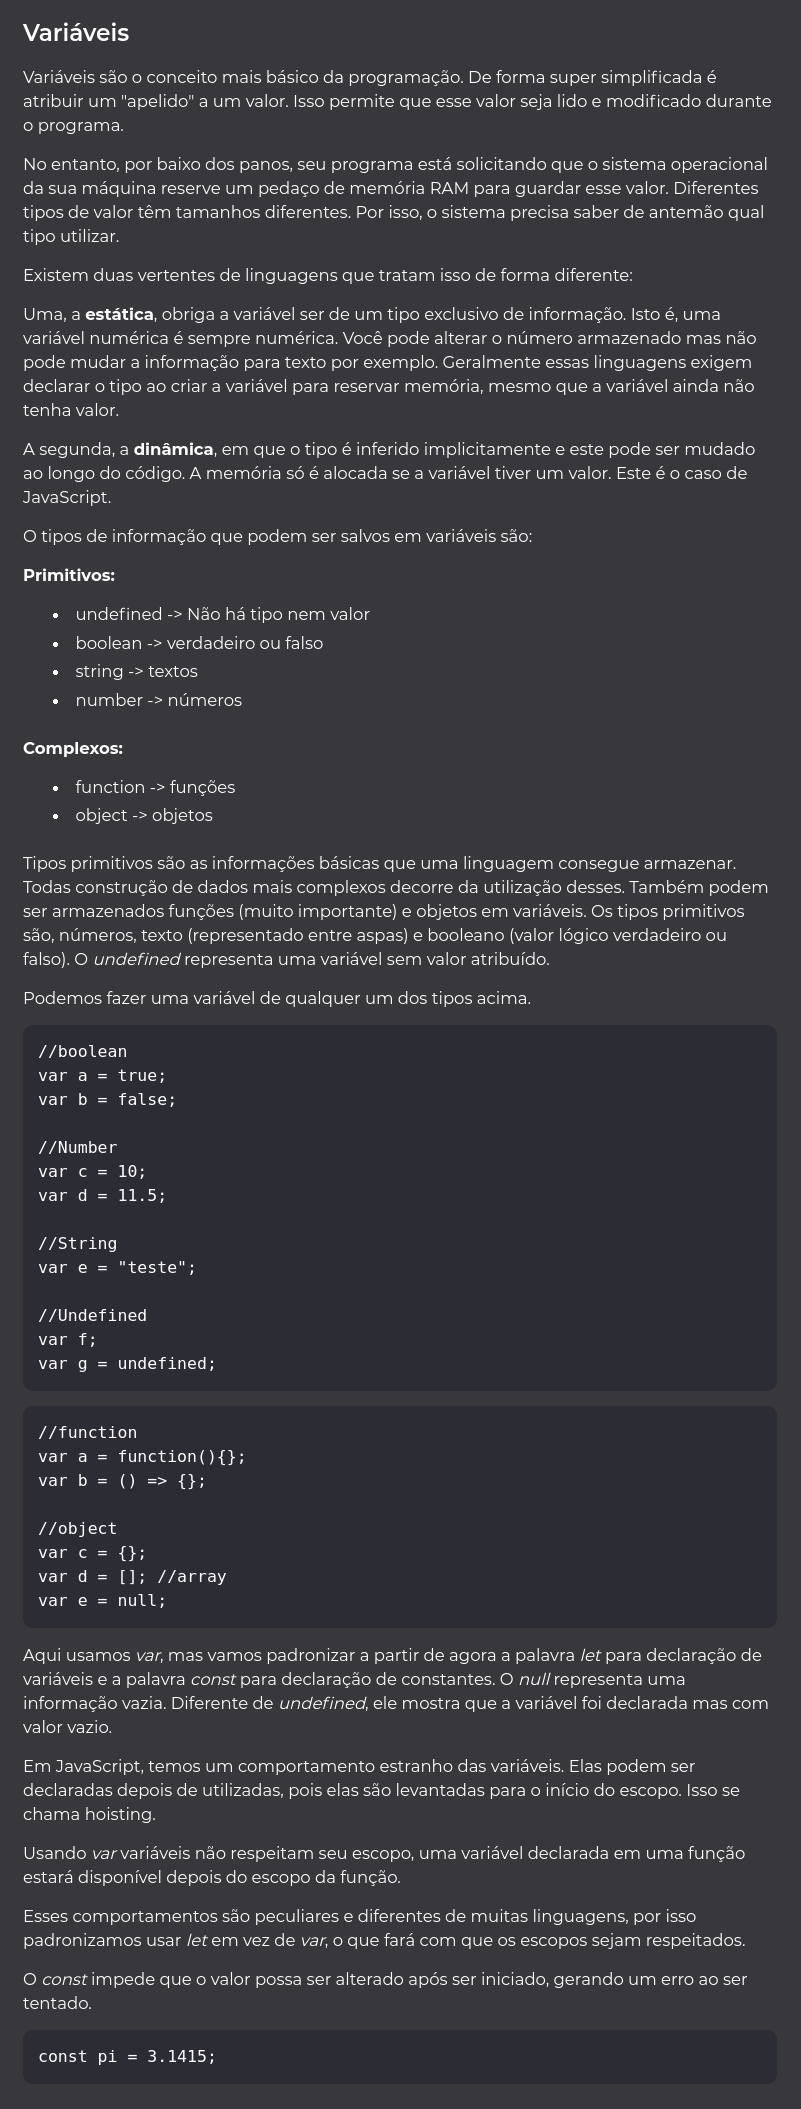 Variáveis
Variáveis são o conceito mais básico da programação. De forma super simplificada é
atribuir um "apelido" a um valor. Isso permite que esse valor seja lido e modificado durante
o programa.
No entanto, por baixo dos panos, seu programa está solicitando que o sistema operacional
da sua máquina reserve um pedaço de memória RAM para guardar esse valor. Diferentes
tipos de valor têm tamanhos diferentes. Por isso, o sistema precisa saber de antemão qual
tipo utilizar.
Existem duas vertentes de linguagens que tratam isso de forma diferente:
Uma, a estática, obriga a variável ser de um tipo exclusivo de informação. Isto é, uma
variável numérica é sempre numérica. Você pode alterar o número armazenado mas não
pode mudar a informação para texto por exemplo. Geralmente essas linguagens exigem
declarar o tipo ao criar a variável para reservar memória, mesmo que a variável ainda não
tenha valor.
A segunda, a dinâmica, em que o tipo é inferido implicitamente e este pode ser mudado
ao longo do código. A memória só é alocada se a variável tiver um valor. Este é o caso de
JavaScript.
O tipos de informação que podem ser salvos em variáveis são:
Primitivos:
• undefined -> Não há tipo nem valor
• boolean -> verdadeiro ou falso
• string -> textos
• number -> números
Complexos:
• function -> funções
• object -> objetos
Tipos primitivos são as informações básicas que uma linguagem consegue armazenar.
Todas construção de dados mais complexos decorre da utilização desses. Também podem
ser armazenados funções (muito importante) e objetos em variáveis. Os tipos primitivos
são, números, texto (representado entre aspas) e booleano (valor lógico verdadeiro ou
falso). O undefined representa uma variável sem valor atribuído.
Podemos fazer uma variável de qualquer um dos tipos acima.
//boolean
var a = true;
var b = false;
//Number
var c = 10;
var d = 11.5;
//String
var e = "teste";
//Undefined
var f;
var g = undefined;
//function
var a = function(){};
var b = () => {};
//object
var c = {};
var d = []; //array
var e = null;
Aqui usamos var, mas vamos padronizar a partir de agora a palavra let para declaração de
variáveis e a palavra const para declaração de constantes. O null representa uma
informação vazia. Diferente de undefined, ele mostra que a variável foi declarada mas com
valor vazio.
Em JavaScript, temos um comportamento estranho das variáveis. Elas podem ser
declaradas depois de utilizadas, pois elas são levantadas para o início do escopo. Isso se
chama hoisting.
Usando var variáveis não respeitam seu escopo, uma variável declarada em uma função
estará disponível depois do escopo da função.
Esses comportamentos são peculiares e diferentes de muitas linguagens, por isso
padronizamos usar let em vez de var, o que fará com que os escopos sejam respeitados.
O const impede que o valor possa ser alterado após ser iniciado, gerando um erro ao ser
tentado.
const pi = 3.1415;